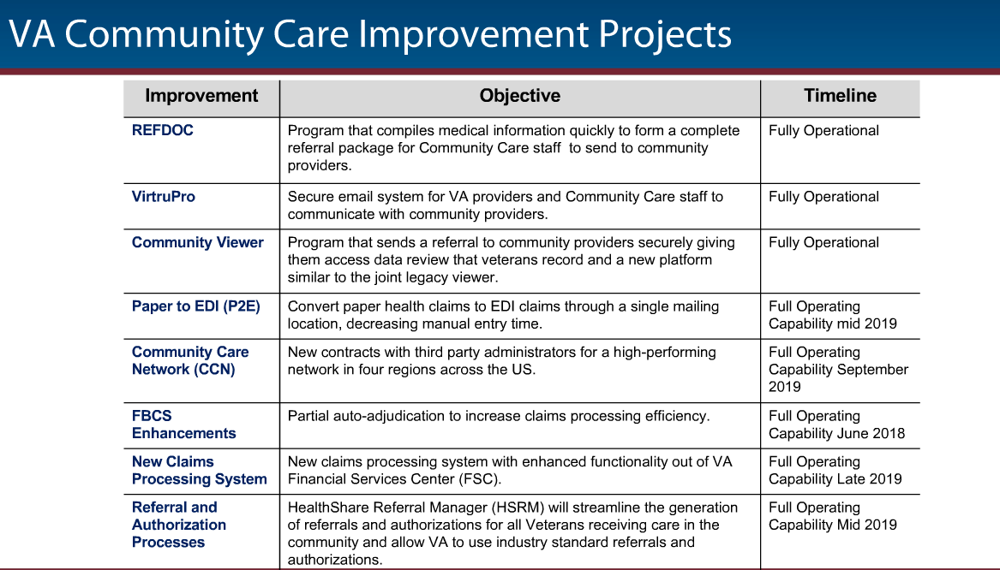 VA Community Care Improvement Projects
Improvement Objective Timeline
REFDOC Program that compiles medical information quickly to form a complete Fully Operational
referral package for Community Care staff to send to community
providers.
VirtruPro Secure email system for VA providers and Community Care staff to Fully Operational
communicate with community providers.
Community Viewer Program that sends a referral to community providers securely giving Fully Operational
them access data review that veterans record and a new platform
similar to the joint legacy viewer.
Paper to EDI (P2E) Convert paper health claims to EDI claims through a single mailing Full Operating
location, decreasing manual entry time. Capability mid 2019
Community Care New contracts with third party administrators for a high-performing Full Operating
Network (CCN) network in four regions across the US. Capability September
2019
FBCS Partial auto-adjudication to increase claims processing efficiency. Full Operating
Enhancements Capability June 2018
New Claims New claims processing system with enhanced functionality out of VA Full Operating
Processing System Financial Services Center (FSC). Capability Late 2019
Referral and HealthShare Referral Manager (HSRM) will streamline the generation Full Operating
Authorization of referrals and authorizations for all Veterans receiving care in the Capability Mid 2019
Processes community and allow VA to use industry standard referrals and
authorizations.